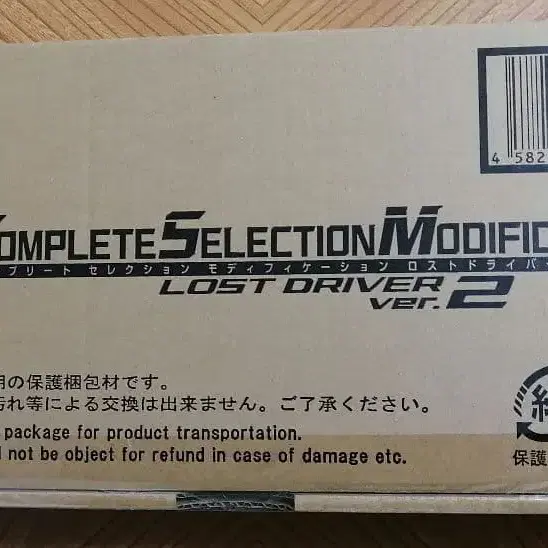 4 582
COMPLETE SELECTION MODIFIC
プリート セレクション モディフィケーション ロストドライバー
LOST DRIVER
ver.2
用の保護梱包材です。
汚れ等による交換は出来ません。ご了承ください。
package for product transportation.
not be object for refund in case of damage etc.
保護